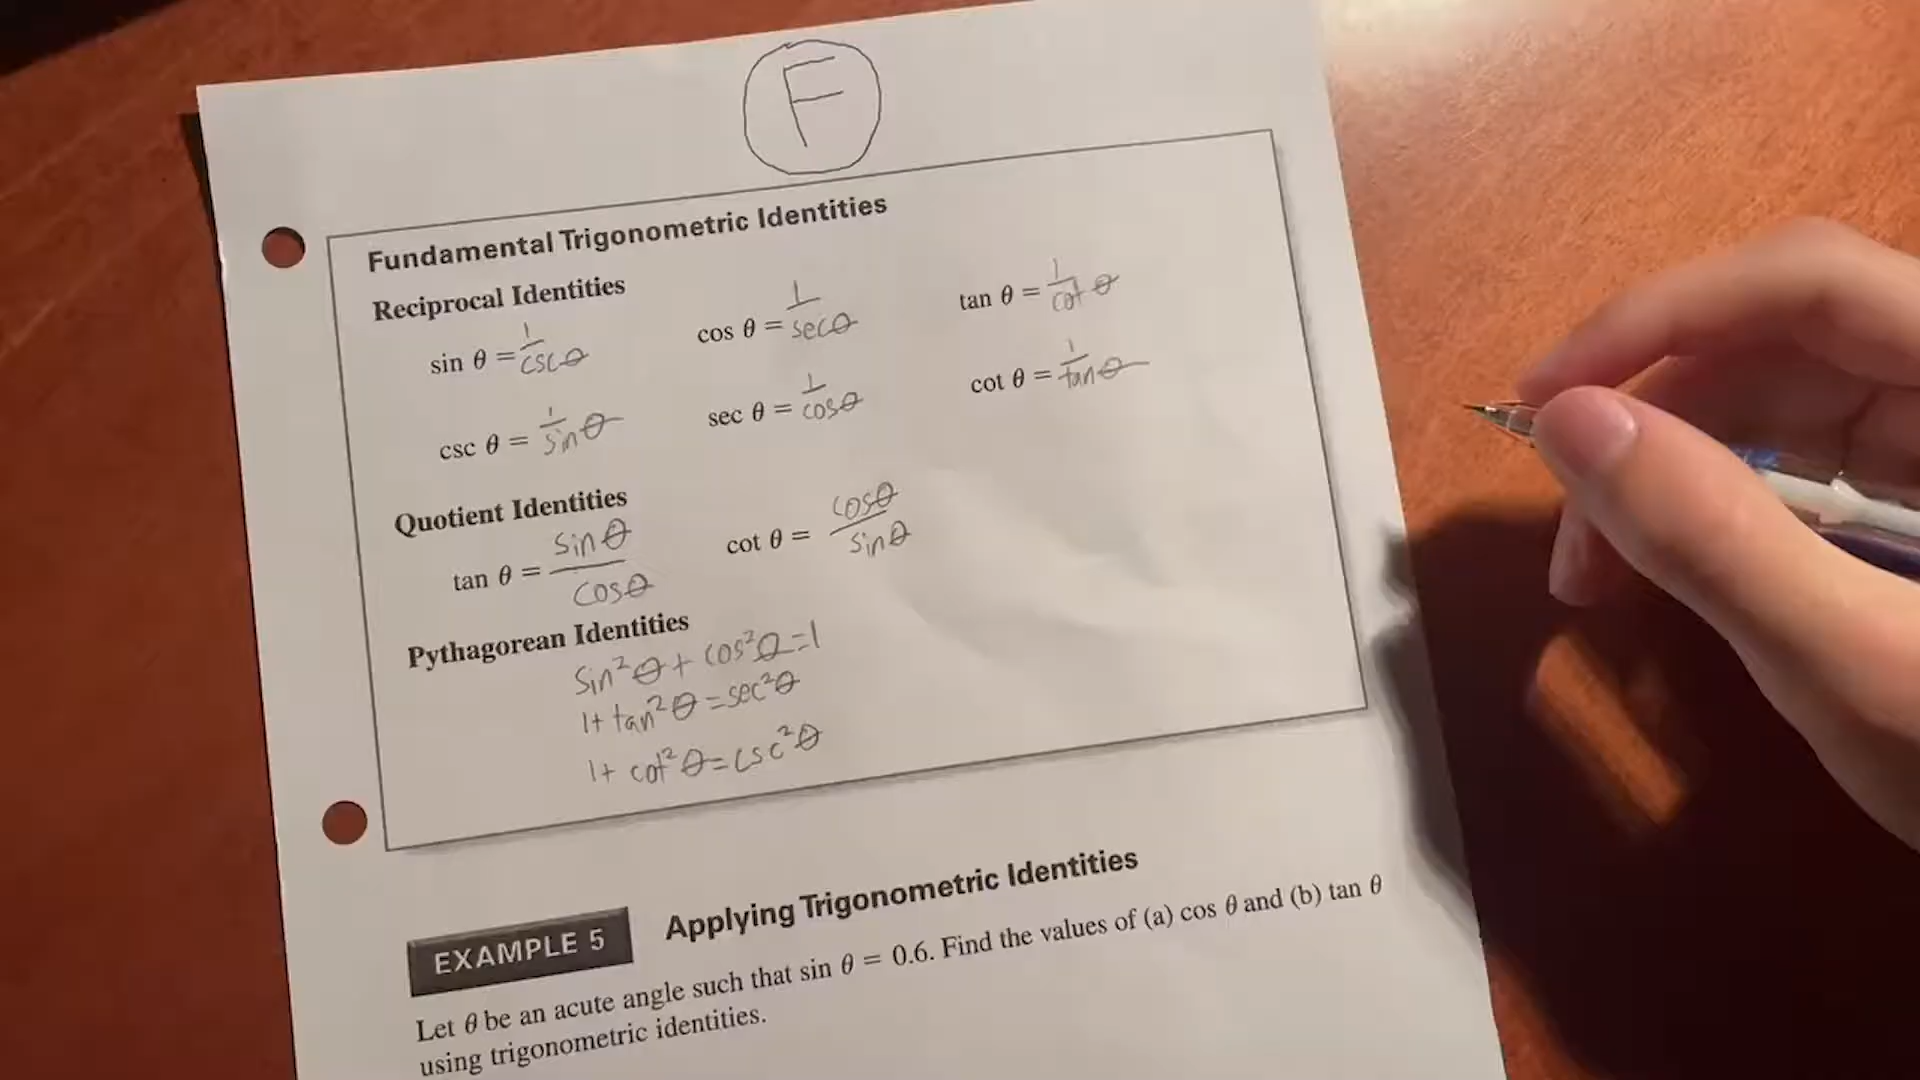 F
Fundamental Trigonometric Identities
Reciprocal Identities
sin θ = 1/cscθ cos θ = 1/secθ tan θ = 1/cot θ
csc θ = 1/sinθ sec θ = 1/cosθ cot θ = 1/tanθ
Quotient Identities
tan θ = sinθ/cosθ cot θ = cosθ/sinθ
Pythagorean Identities
sin²θ + cos²θ = 1
1 + tan²θ = sec²θ
1 + cot²θ = csc²θ
EXAMPLE 5 Applying Trigonometric Identities
Let θ be an acute angle such that sin θ = 0.6. Find the values of (a) cos θ and (b) tan θ
using trigonometric identities.